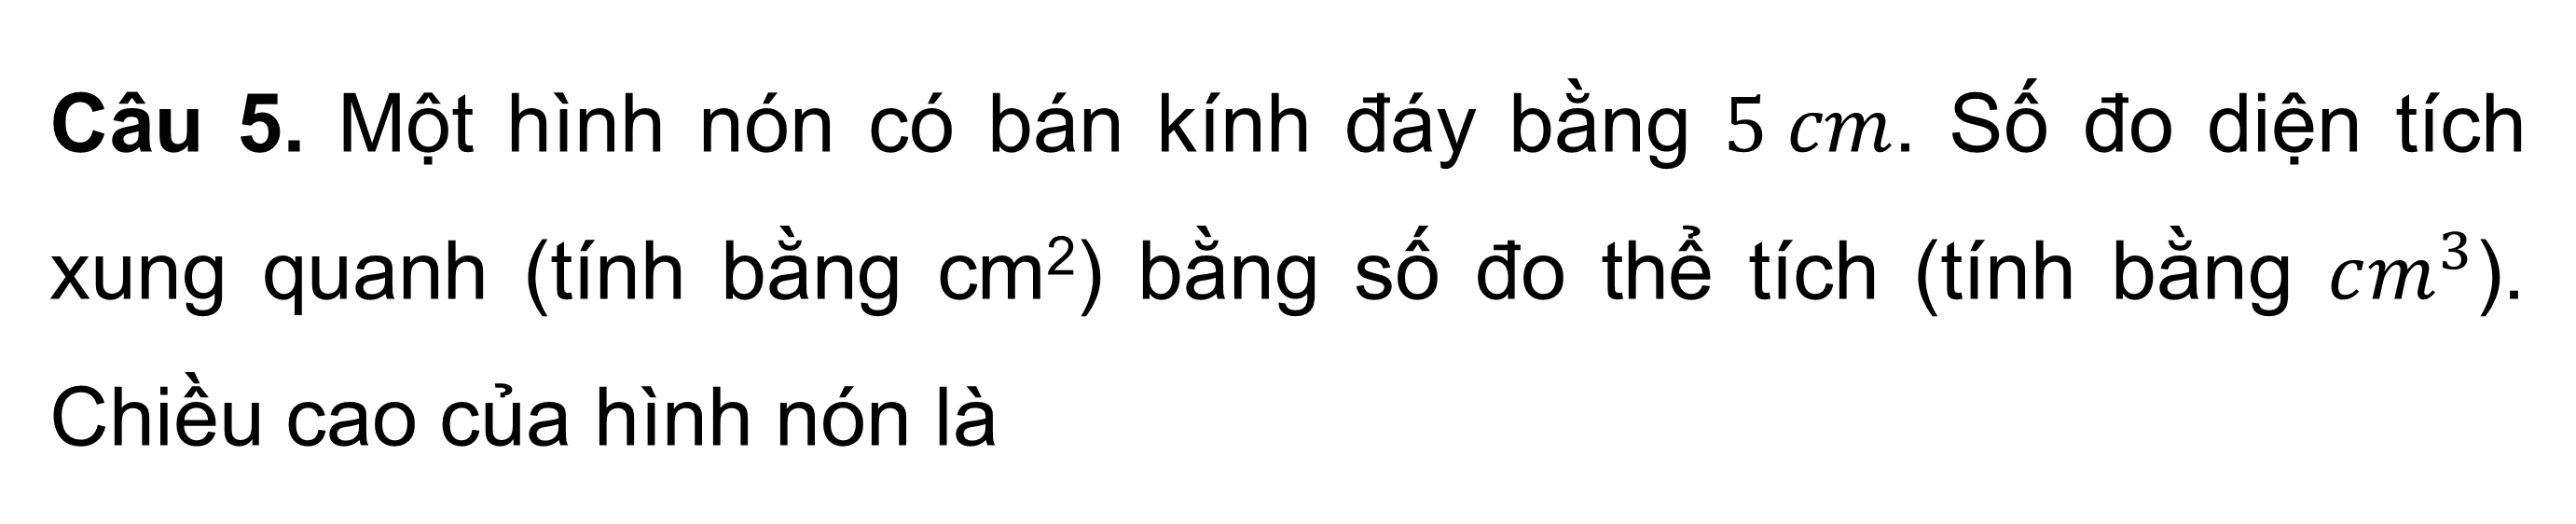 Câu 5. Một hình nón có bán kính đáy bằng 5 cm. Số đo diện tích
xung quanh (tính bằng cm²) bằng số đo thể tích (tính bằng cm³).
Chiều cao của hình nón là